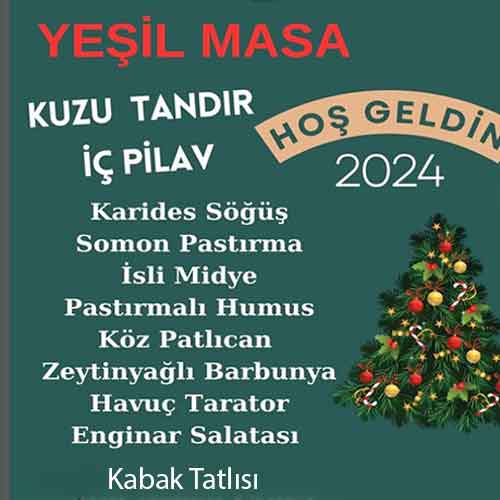 YEŞİL MASA
KUZU TANDIR
İÇ PİLAV
HOŞ GELDİN
2024
Karides Söğüş
Somon Pastırma
İsli Midye
Pastırmalı Humus
Köz Patlıcan
Zeytinyağlı Barbunya
Havuç Tarator
Enginar Salatası
Kabak Tatlısı